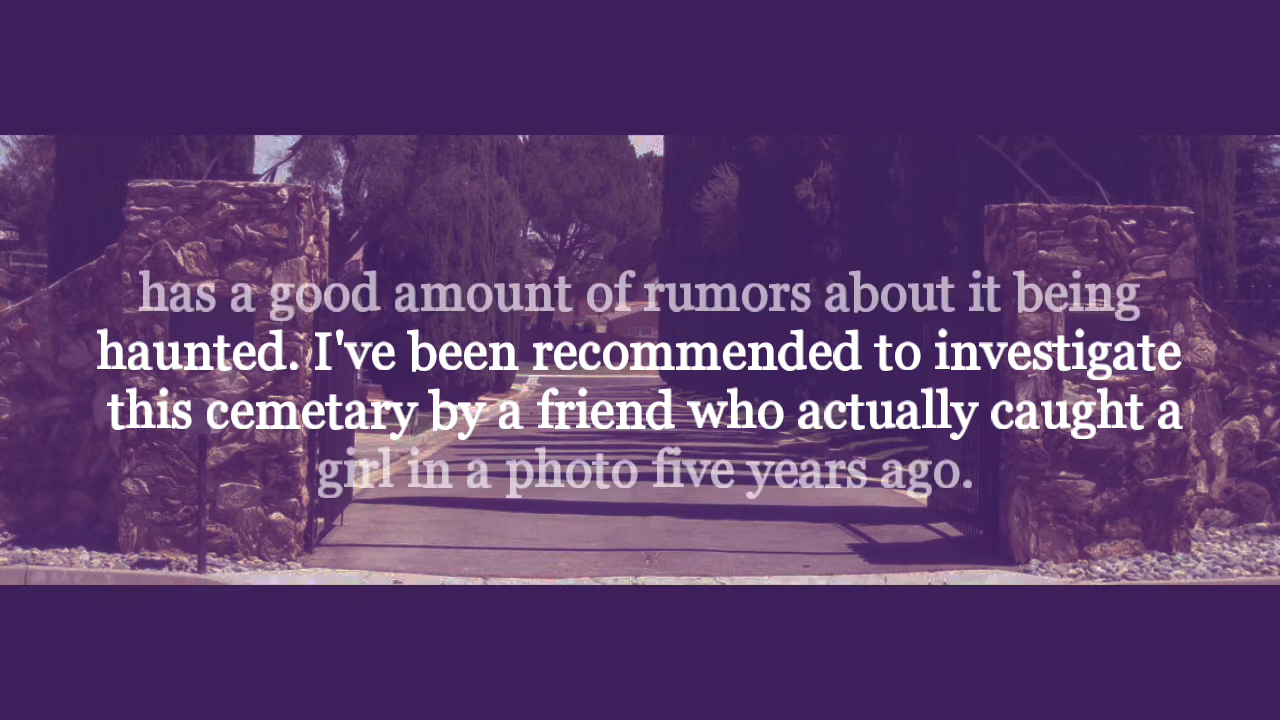 has a good amount of rumors about it being
haunted. I've been recommended to investigate
this cemetary by a friend who actually caught a
girl in a photo five years ago.